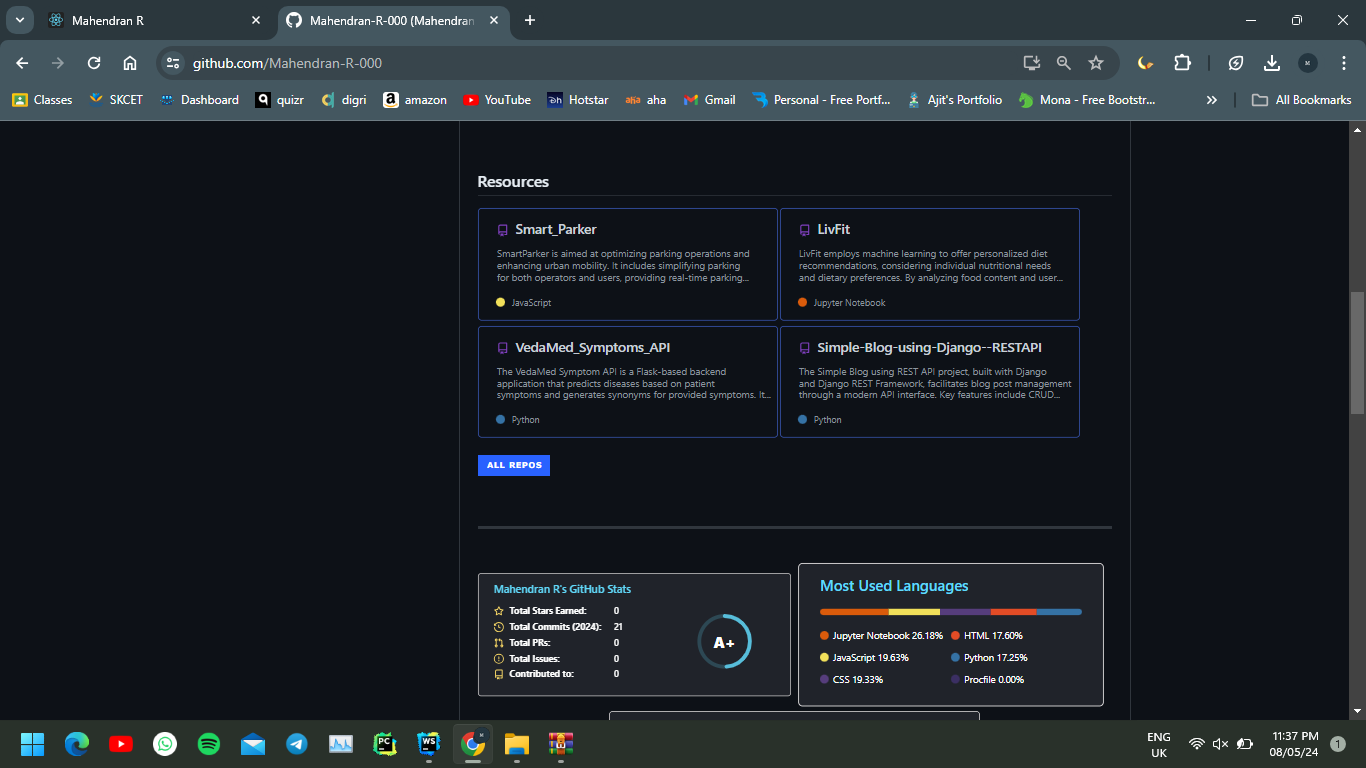 Mahendran R
Mahendran-R-000 (Mahendran
github.com/Mahendran-R-000
Classes
SKCET
Dashboard
quizr
digri
amazon
YouTube
Hotstar
aha
Gmail
Personal - Free Portf...
Ajit's Portfolio
Mona - Free Bootstr...
All Bookmarks
Resources
Smart_Parker
SmartParker is aimed at optimizing parking operations and
enhancing urban mobility. It includes simplifying parking
for both operators and users, providing real-time parking...
JavaScript
LivFit
LivFit employs machine learning to offer personalized diet
recommendations, considering individual nutritional needs
and dietary preferences. By analyzing food content and user...
Jupyter Notebook
VedaMed_Symptoms_API
The VedaMed Symptom API is a Flask-based backend
application that predicts diseases based on patient
symptoms and generates synonyms for provided symptoms. It...
Python
Simple-Blog-using-Django--RESTAPI
The Simple Blog using REST API project, built with Django
and Django REST Framework, facilitates blog post management
through a modern API interface. Key features include CRUD...
Python
ALL REPOS
Mahendran R's GitHub Stats
Total Stars Earned: 0
Total Commits (2024): 21
Total PRs: 0
Total Issues: 0
Contributed to: 0
A+
Most Used Languages
Jupyter Notebook 26.18%
JavaScript 19.63%
CSS 19.33%
HTML 17.60%
Python 17.25%
Procfile 0.00%
PC
WS
ENG
UK
11:37 PM
08/05/24
1